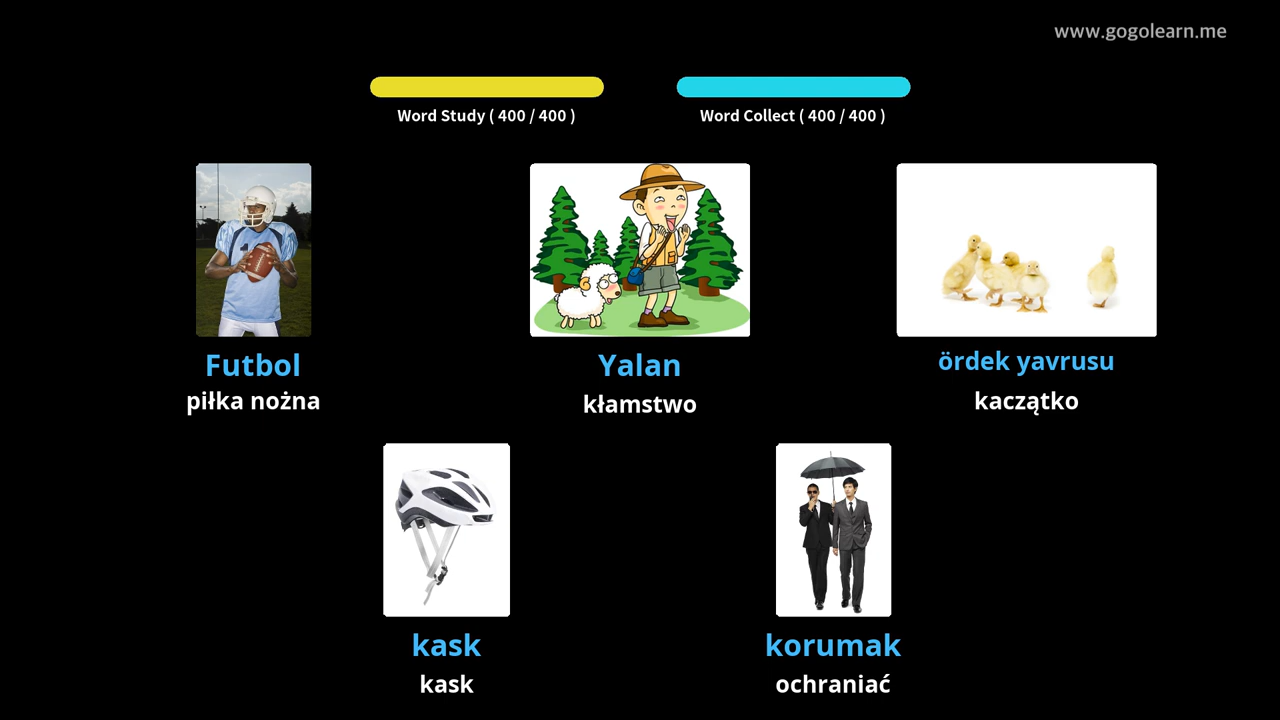 www.gogolearn.me
Word Study ( 400 / 400 )
Word Collect ( 400 / 400 )
Futbol
piłka nożna
Yalan
kłamstwo
ördek yavrusu
kaczątko
kask
kask
korumak
ochraniać